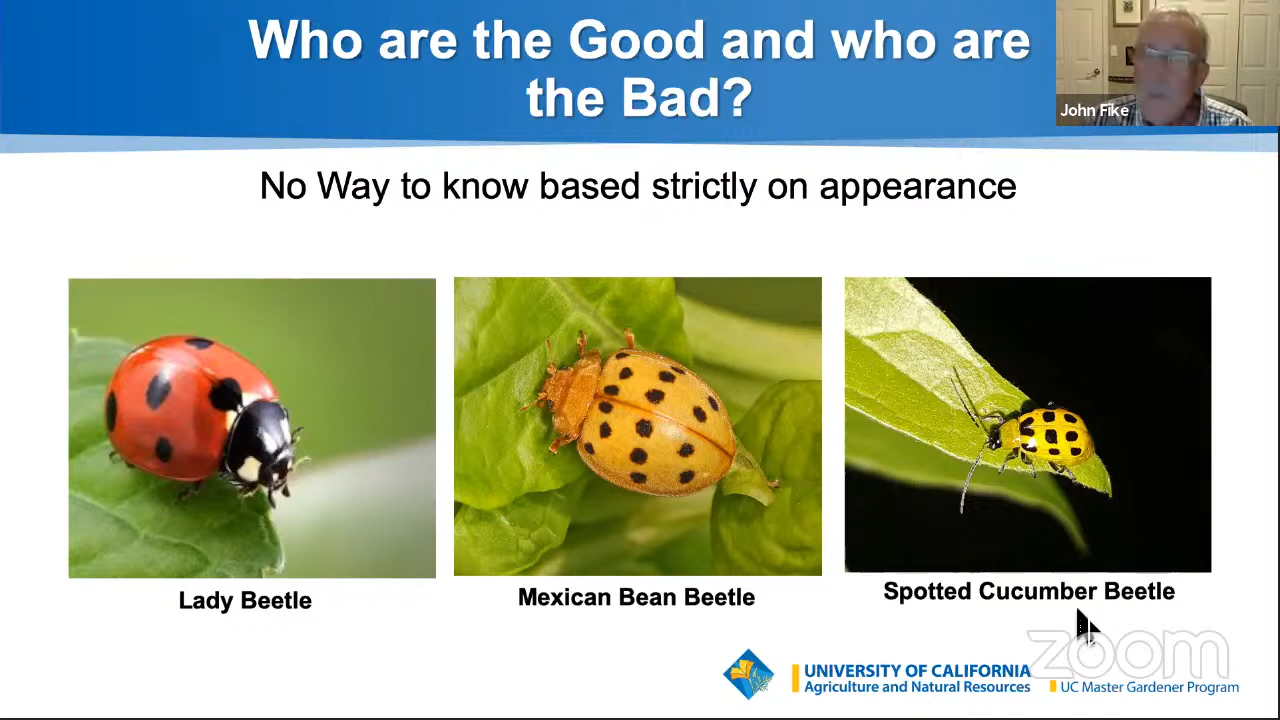 Who are the Good and who are
the Bad?
John Fike
No Way to know based strictly on appearance
Lady Beetle
Mexican Bean Beetle
Spotted Cucumber Beetle
zoom
UNIVERSITY OF CALIFORNIA
Agriculture and Natural Resources
UC Master Gardener Program